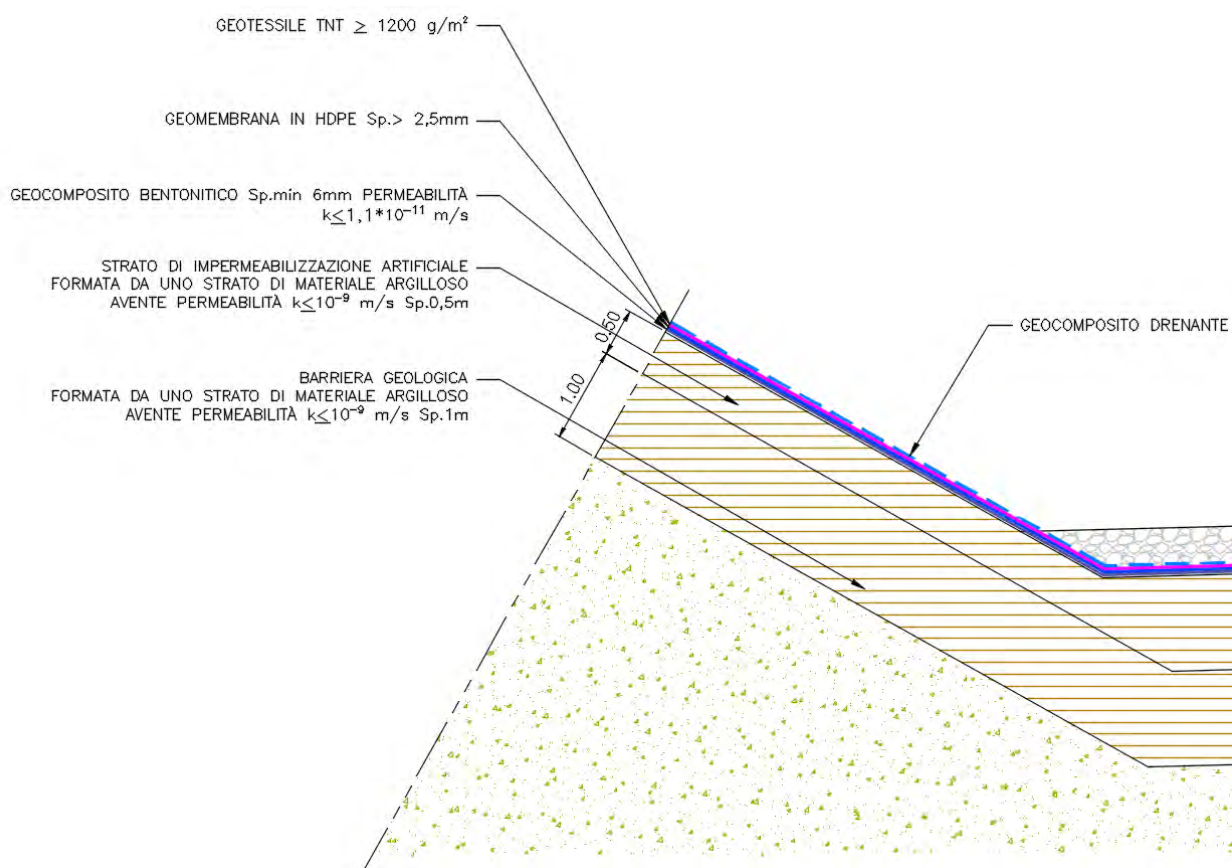 GEOTESSILE TNT ≥ 1200 g/m²
GEOMEMBRANA IN HDPE Sp.> 2,5mm
GEOCOMPOSITO BENTONITICO Sp.min 6mm PERMEABILITÀ
k≤1,1*10⁻¹¹ m/s
STRATO DI IMPERMEABILIZZAZIONE ARTIFICIALE
FORMATA DA UNO STRATO DI MATERIALE ARGILLOSO
AVENTE PERMEABILITÀ k≤10⁻⁹ m/s Sp.0,5m
BARRIERA GEOLOGICA
FORMATA DA UNO STRATO DI MATERIALE ARGILLOSO
AVENTE PERMEABILITÀ k≤10⁻⁹ m/s Sp.1m
0.50
1.00
GEOCOMPOSITO DRENANTE